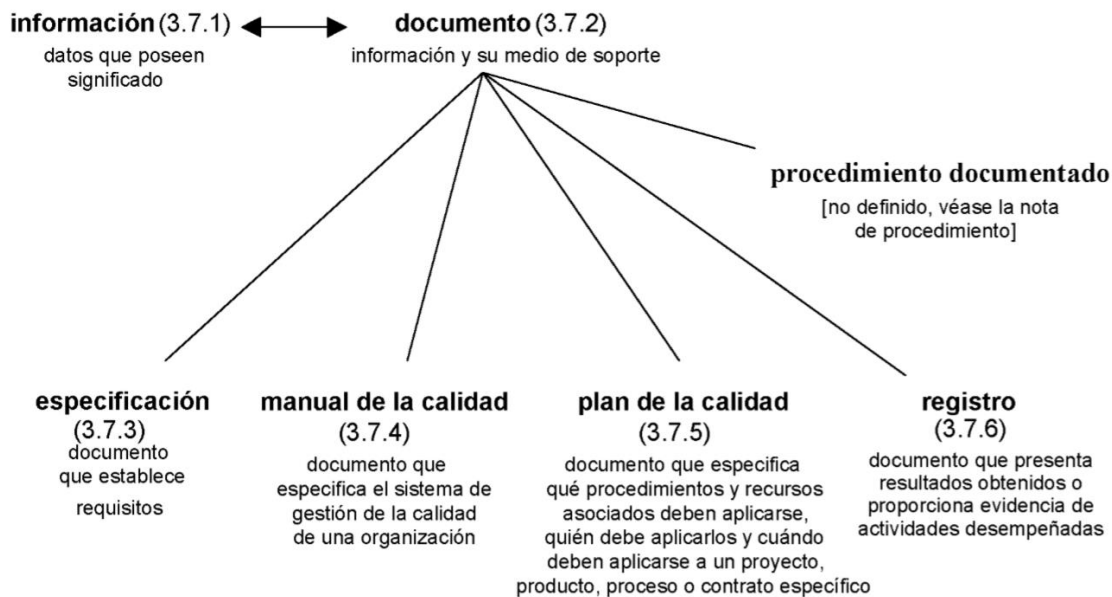 información (3.7.1)
datos que poseen
significado
documento (3.7.2)
información y su medio de soporte
procedimiento documentado
[no definido, véase la nota
de procedimiento]
especificación
(3.7.3)
documento
que establece
requisitos
manual de la calidad
(3.7.4)
documento que
especifica el sistema de
gestión de la calidad
de una organización
plan de la calidad
(3.7.5)
documento que especifica
qué procedimientos y recursos
asociados deben aplicarse,
quién debe aplicarlos y cuándo
deben aplicarse a un proyecto,
producto, proceso o contrato específico
registro
(3.7.6)
documento que presenta
resultados obtenidos o
proporciona evidencia de
actividades desempeñadas